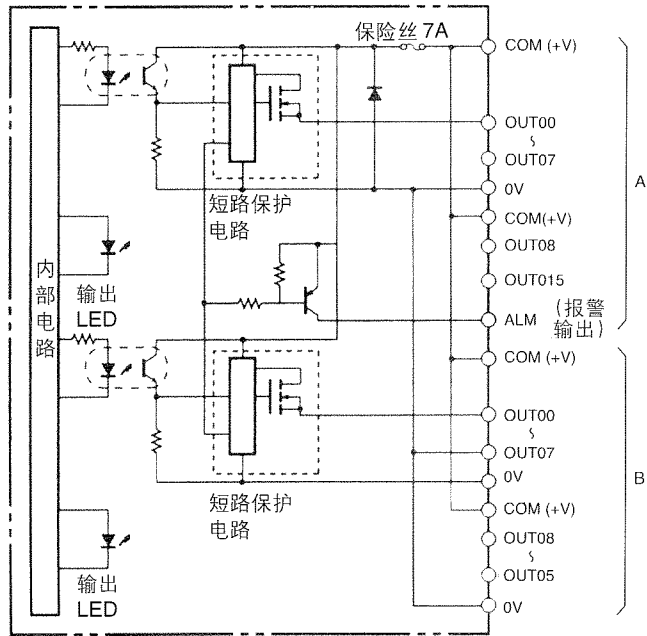 保险丝 7A
COM (+V)
OUT00
~
OUT07
0V
短路保护
电路
COM(+V)
OUT08
OUT015
A
内部电路
输出
LED
ALM
(报警
输出)
COM (+V)
OUT00
~
OUT07
0V
短路保护
电路
B
COM (+V)
OUT08
~
OUT05
0V
输出
LED